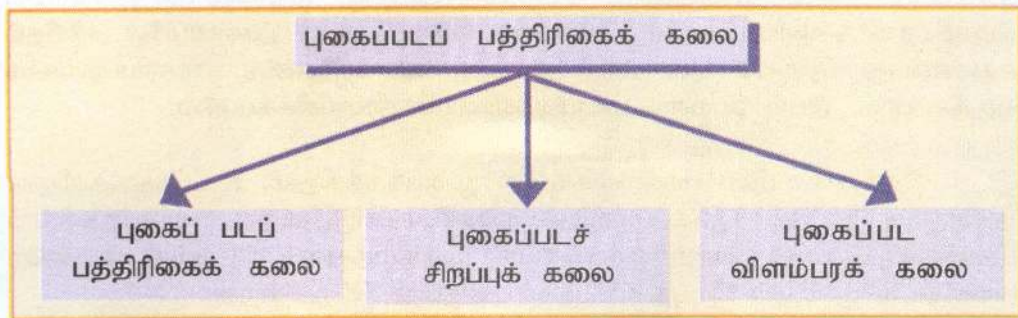 புகைப்படப் பத்திரிகைக் கலை
புகைப் படப்
பத்திரிகைக் கலை
புகைப்படச்
சிறப்புக் கலை
புகைப்பட
விளம்பரக் கலை